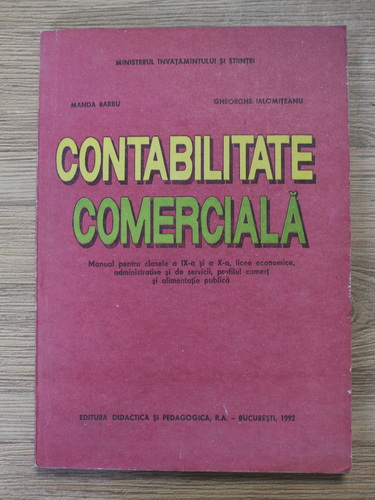 MINISTERUL ÎNVĂȚĂMÎNTULUI ȘI ȘTIINȚEI
MANDA BARBU
GHEORGHE IALOMIȚEANU
CONTABILITATE
COMERCIALĂ
Manual pentru clasele a IX-a și a X-a, licee economice,
administrative și de servicii, profilul comerț
și alimentație publică
EDITURA DIDACTICĂ ȘI PEDAGOGICĂ, R.A. – BUCUREȘTI, 1992